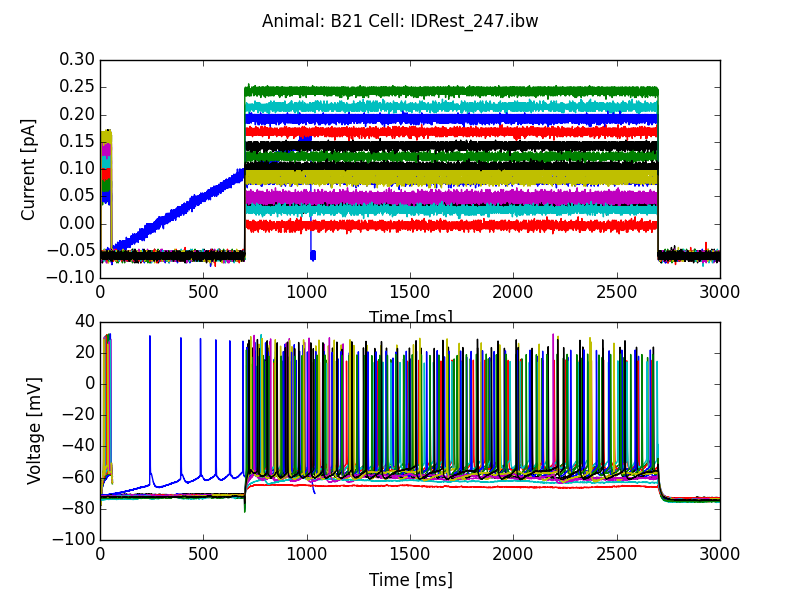 Animal: B21 Cell: IDRest_247.ibw
0.30
0.25
0.20
0.15
0.10
0.05
0.00
−0.05
−0.10
Current [pA]
0 500 1000 1500 2000 2500 3000
Time [ms]
40
20
0
−20
−40
−60
−80
−100
Voltage [mV]
0 500 1000 1500 2000 2500 3000
Time [ms]